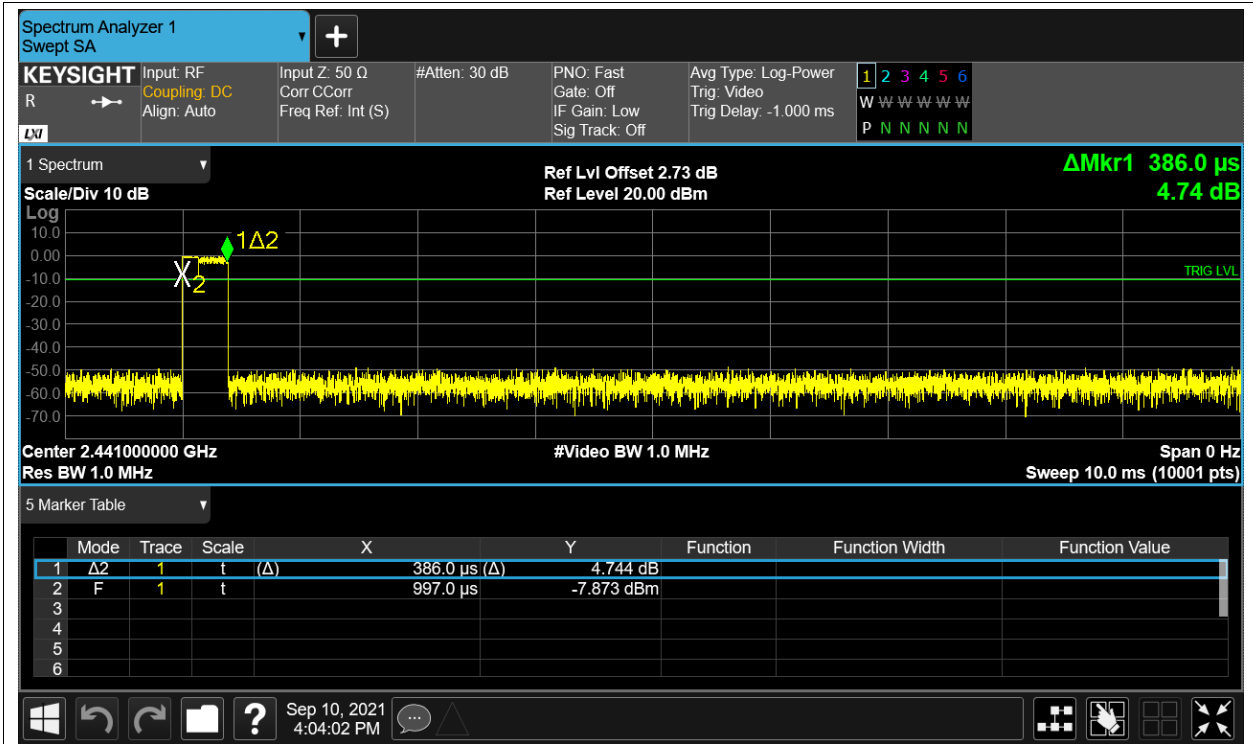 Spectrum Analyzer 1
Swept SA
+
KEYSIGHT Input: RF Input Z: 50 Ω #Atten: 30 dB PNO: Fast Avg Type: Log-Power 1 2 3 4 5 6
R Coupling: DC Corr CCorr Gate: Off Trig: Video W W W W W W
Align: Auto Freq Ref: Int (S) IF Gain: Low Trig Delay: -1.000 ms
LXI Sig Track: Off P N N N N N
1 Spectrum Ref Lvl Offset 2.73 dB ΔMkr1 386.0 µs
Scale/Div 10 dB Ref Level 20.00 dBm 4.74 dB
Log
10.0
1Δ2
0.00
-10.0 X2 TRIG LVL
-20.0
-30.0
-40.0
-50.0
-60.0
-70.0
Center 2.441000000 GHz #Video BW 1.0 MHz Span 0 Hz
Res BW 1.0 MHz Sweep 10.0 ms (10001 pts)
5 Marker Table
Mode Trace Scale X Y Function Function Width Function Value
1 Δ2 1 t (Δ) 386.0 µs (Δ) 4.744 dB
2 F 1 t 997.0 µs -7.873 dBm
3
4
5
6
? Sep 10, 2021
4:04:02 PM